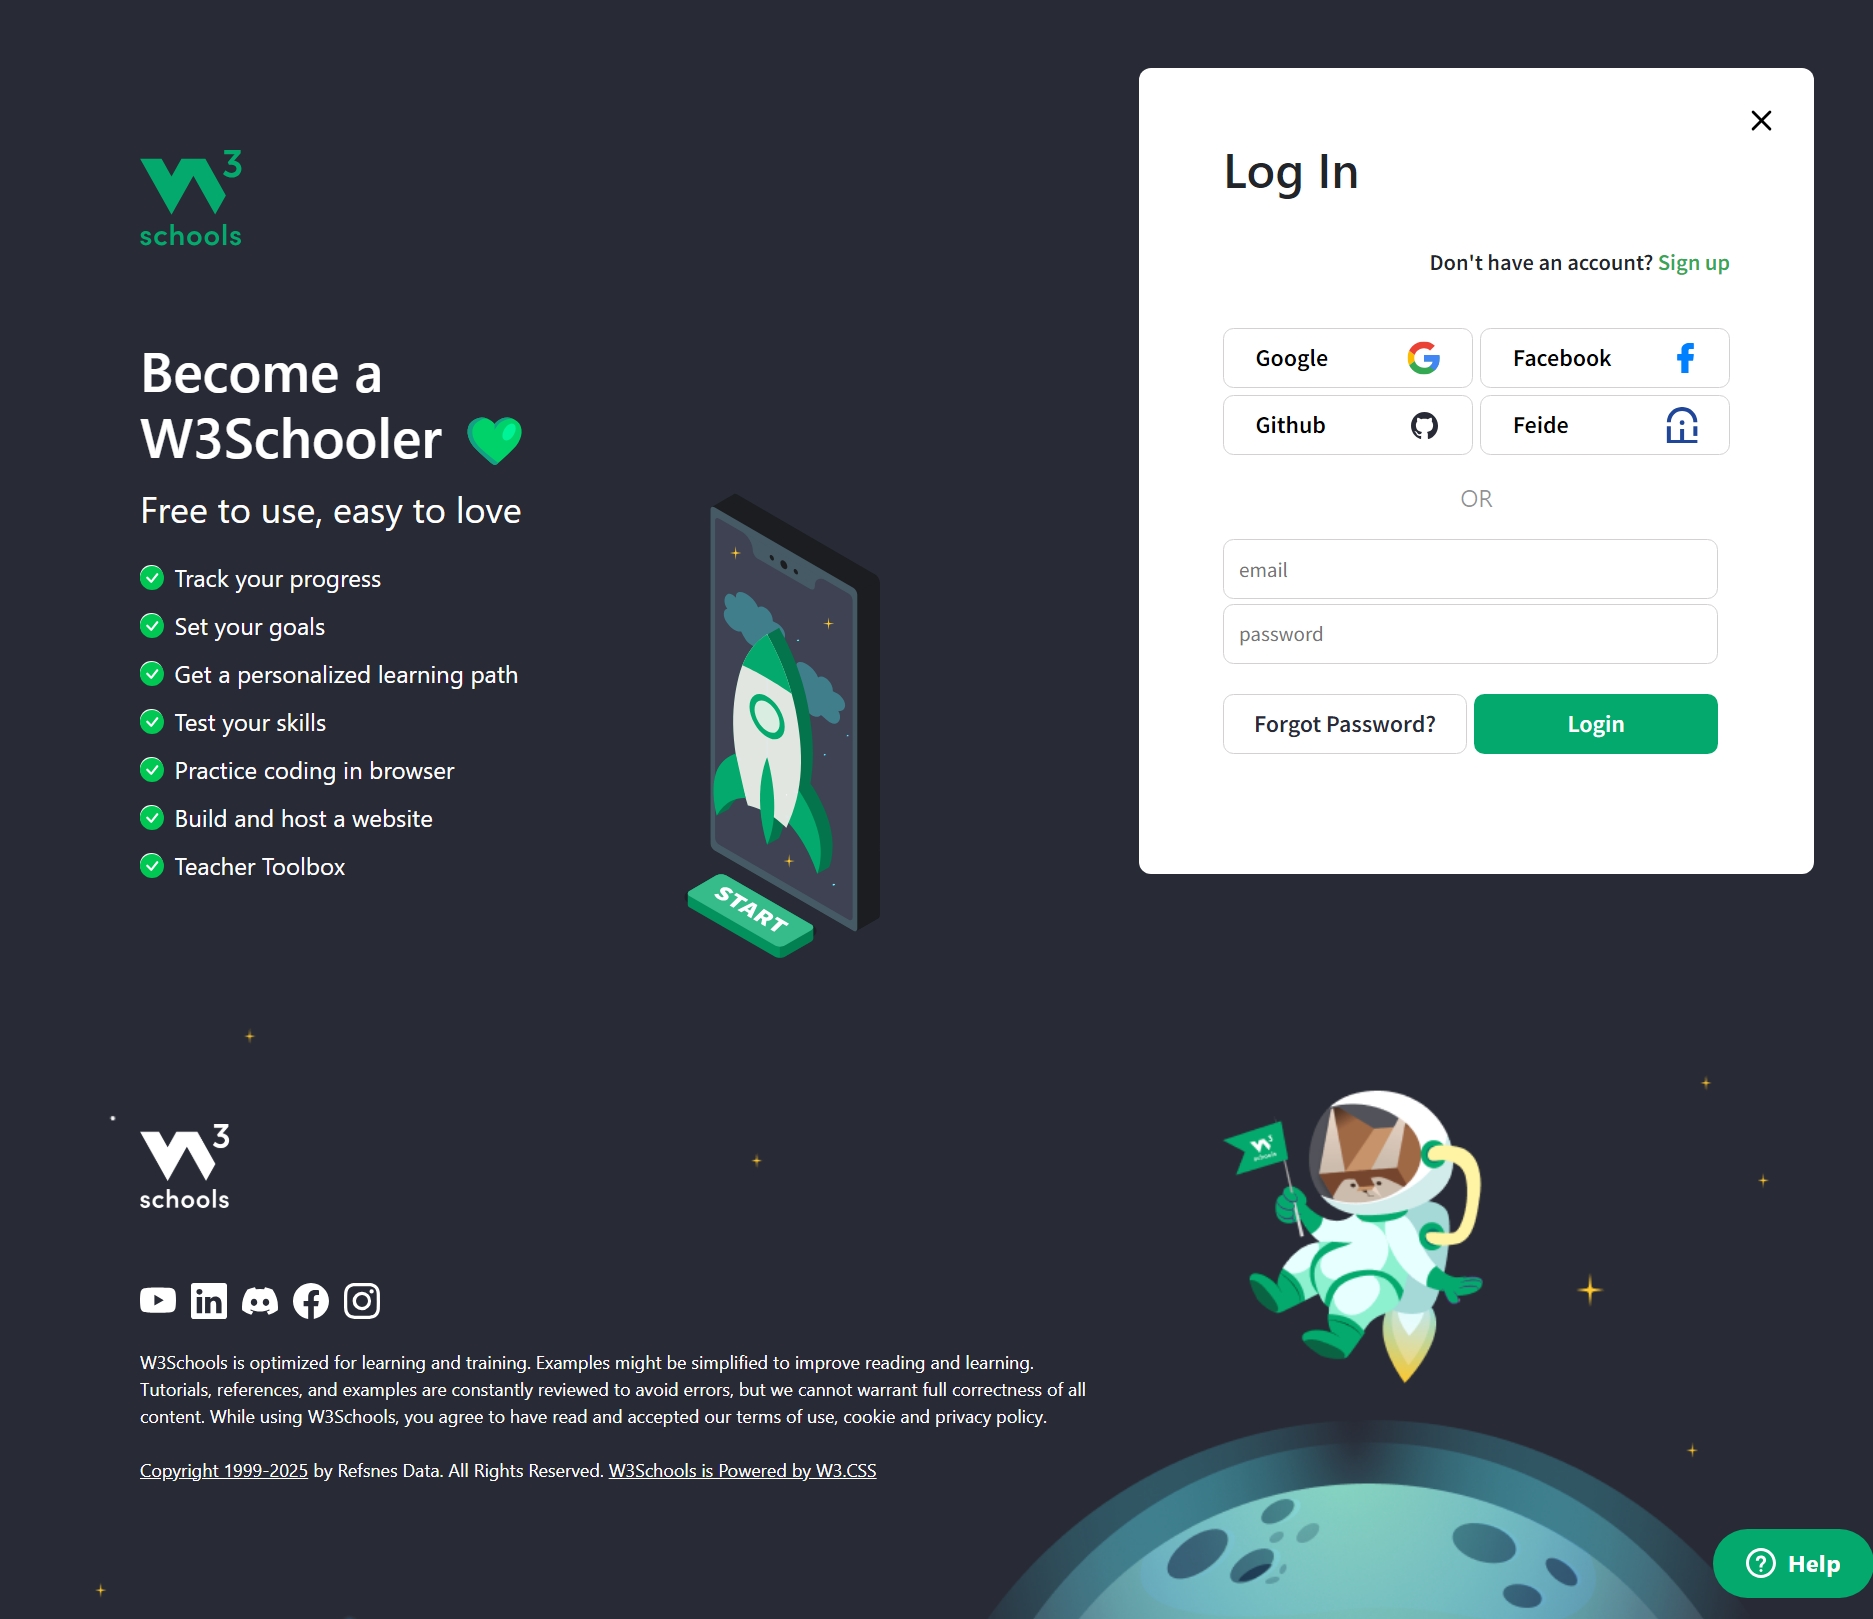 W3
schools
Become a
W3Schooler
Free to use, easy to love
Track your progress
Set your goals
Get a personalized learning path
Test your skills
Practice coding in browser
Build and host a website
Teacher Toolbox
START
Log In
Don't have an account? Sign up
Google
Facebook
Github
Feide
OR
email
password
Forgot Password?
Login
W3
schools
W3
schools
W3Schools is optimized for learning and training. Examples might be simplified to improve reading and learning.
Tutorials, references, and examples are constantly reviewed to avoid errors, but we cannot warrant full correctness of all
content. While using W3Schools, you agree to have read and accepted our terms of use, cookie and privacy policy.
Copyright 1999-2025 by Refsnes Data. All Rights Reserved. W3Schools is Powered by W3.CSS
Help